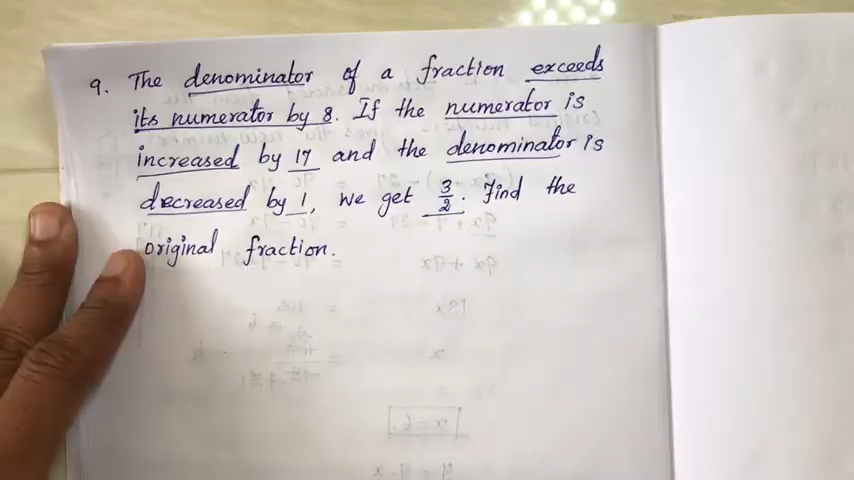 9. The denominator of a fraction exceeds
its numerator by 8. If the numerator is
increased by 17 and the denominator is
decreased by 1, we get 3/2. Find the
original fraction.